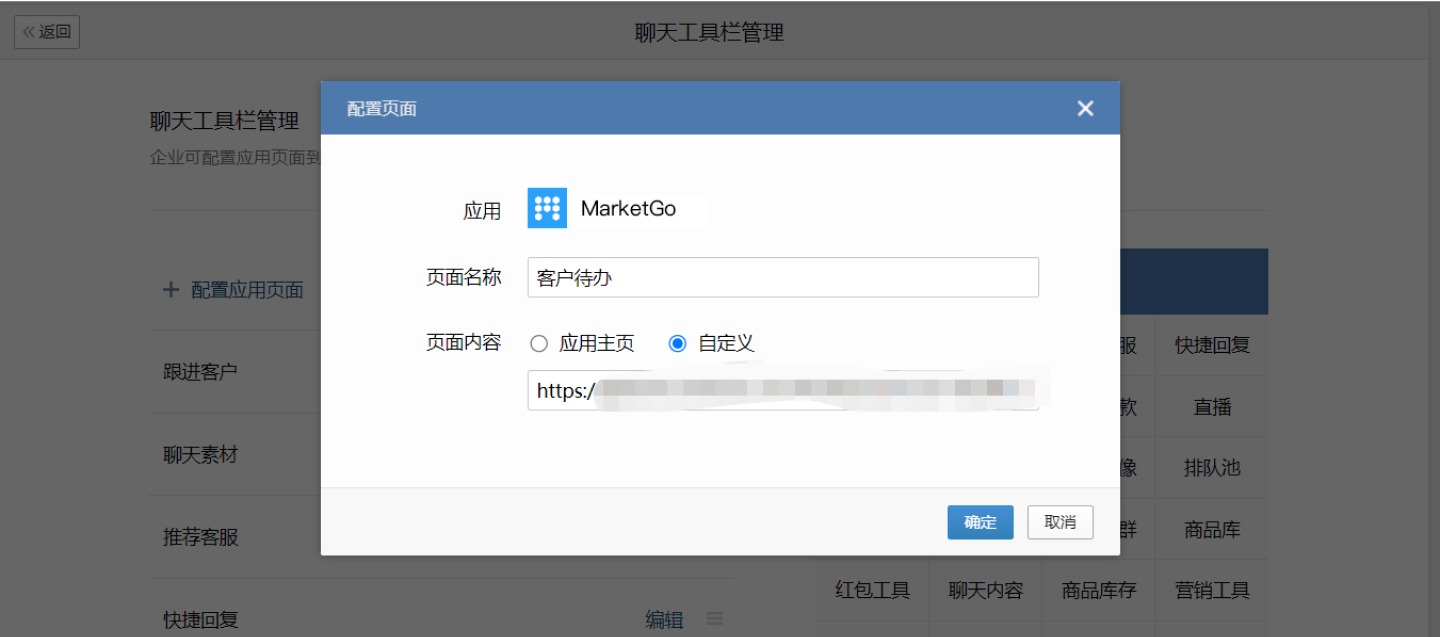 返回
聊天工具栏管理
聊天工具栏管理
企业可配置应用页面到
配置页面
应用
MarketGo
页面名称
客户待办
页面内容
应用主页
自定义
https:/
确定
取消
配置应用页面
跟进客户
聊天素材
推荐客服
快捷回复
编辑
服
快捷回复
款
直播
像
排队池
群
商品库
红包工具
聊天内容
商品库存
营销工具